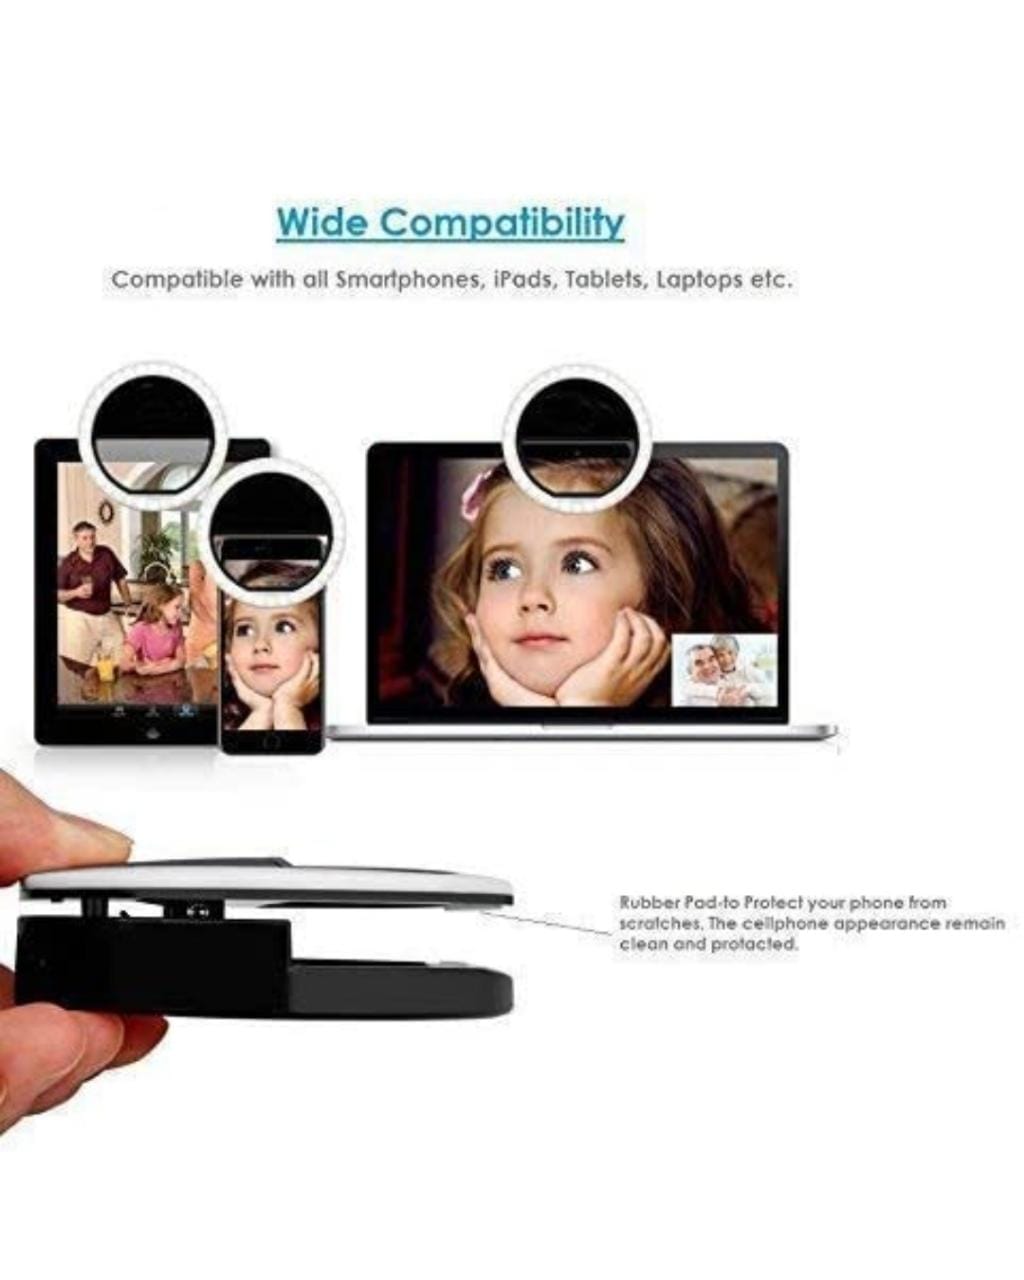 Wide Compatibility
Compatible with all Smartphones, iPads, Tablets, Laptops etc.
Rubber Pad-to Protect your phone from
scratches. The cellphone appearance remain
clean and protacted.